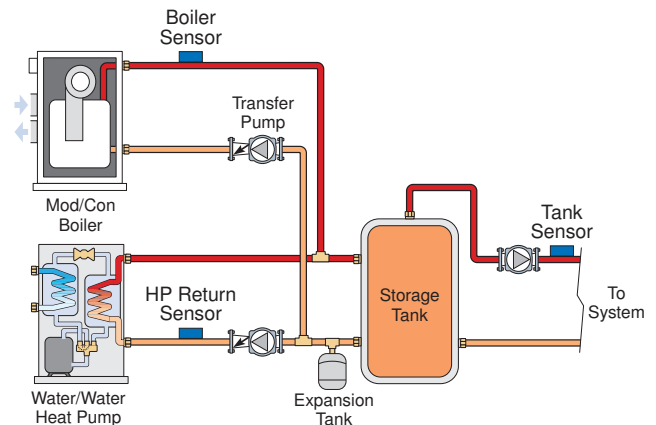 Boiler
Sensor
Transfer
Pump
Mod/Con
Boiler
Tank
Sensor
HP Return
Sensor
Storage
Tank
To
System
Expansion
Tank
Water/Water
Heat Pump